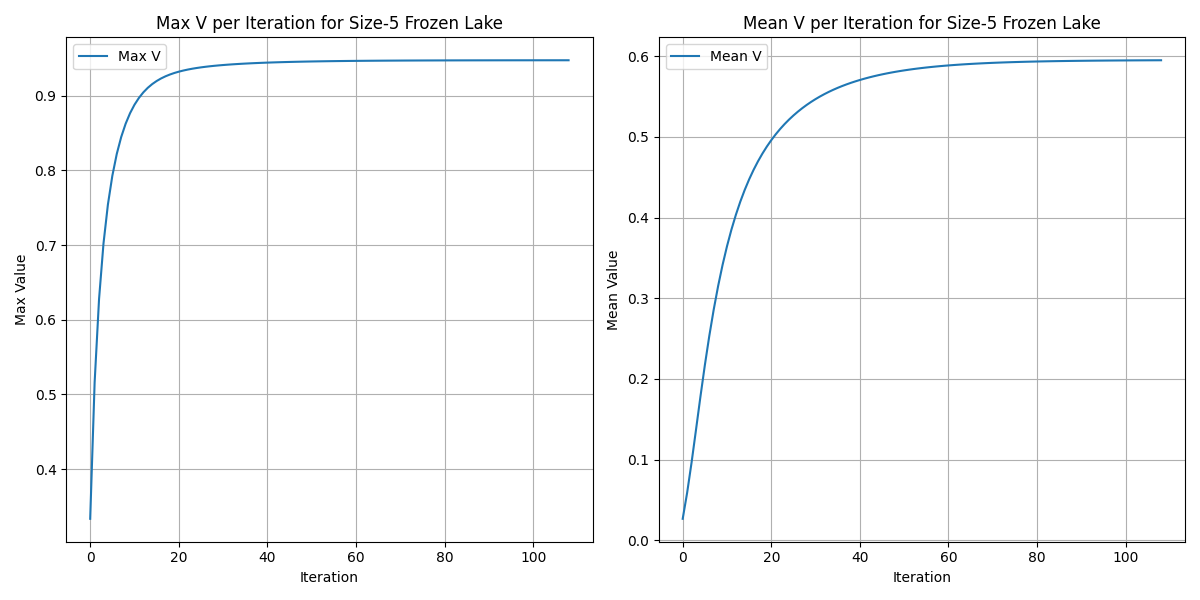 Max V per Iteration for Size-5 Frozen Lake
Max V
Max Value
0.9
0.8
0.7
0.6
0.5
0.4
0 20 40 60 80 100
Iteration
Mean V per Iteration for Size-5 Frozen Lake
Mean V
Mean Value
0.6
0.5
0.4
0.3
0.2
0.1
0.0
0 20 40 60 80 100
Iteration